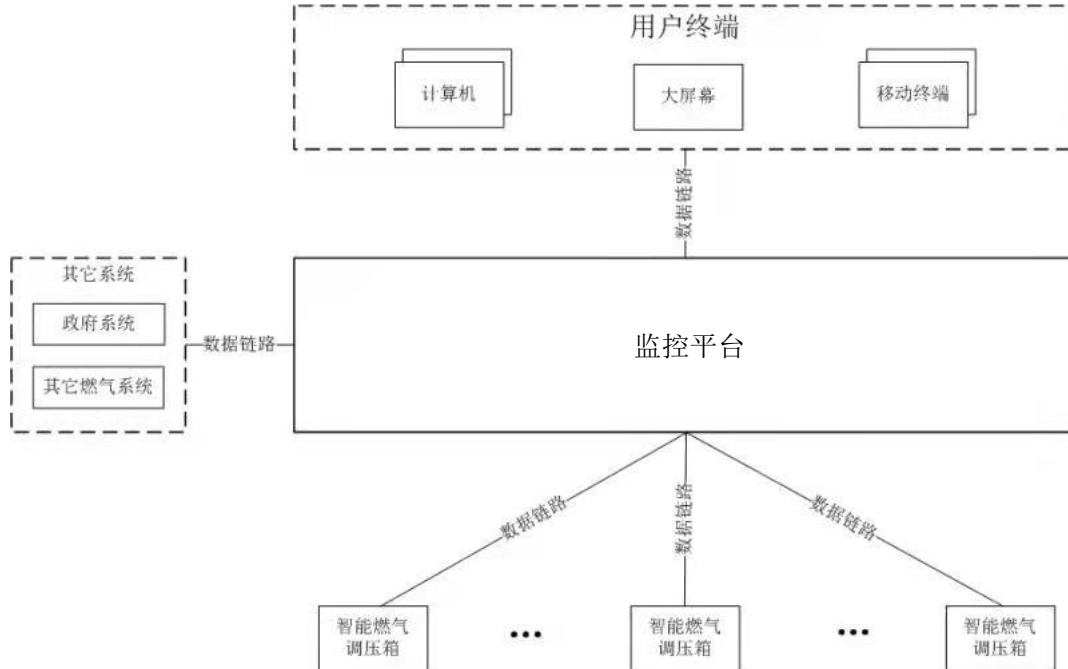 用户终端
计算机
大屏幕
移动终端
数据链路
其它系统
政府系统
其它燃气系统
数据链路
监控平台
数据链路
数据链路
数据链路
智能燃气
调压箱
•••
智能燃气
调压箱
•••
智能燃气
调压箱